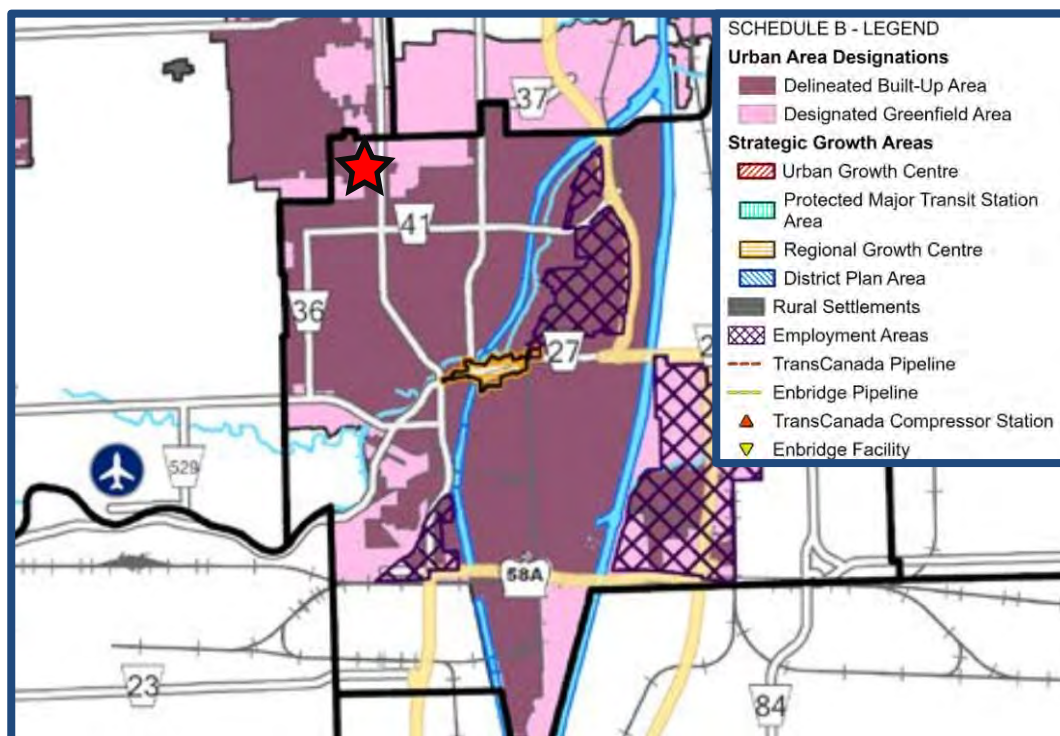 SCHEDULE B - LEGEND
Urban Area Designations
Delineated Built-Up Area
Designated Greenfield Area
Strategic Growth Areas
Urban Growth Centre
Protected Major Transit Station
Area
Regional Growth Centre
District Plan Area
Rural Settlements
Employment Areas
TransCanada Pipeline
Enbridge Pipeline
TransCanada Compressor Station
Enbridge Facility
37
41
36
27
529
58A
23
84